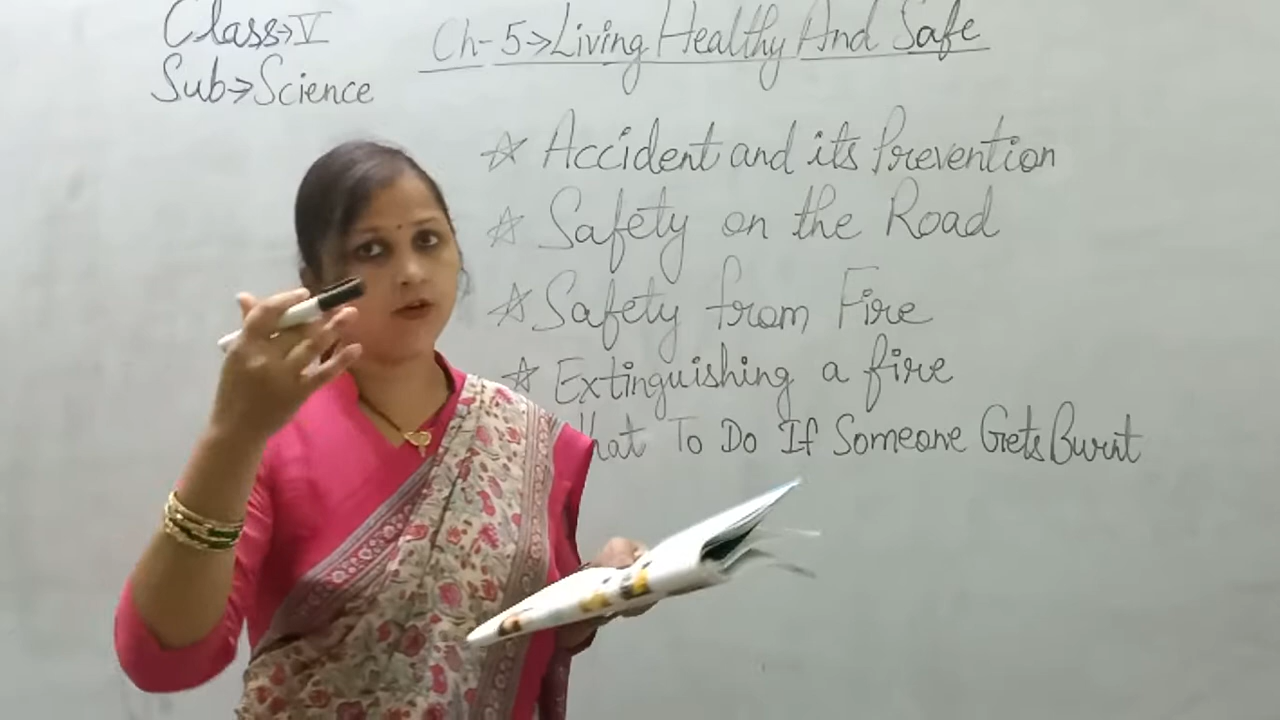 Class→V
Sub→Science
Ch-5→Living Healthy And Safe
☆ Accident and its Prevention
☆ Safety on the Road
☆ Safety from Fire
☆ Extinguishing a fire
hat To Do If Someone Gets Burnt